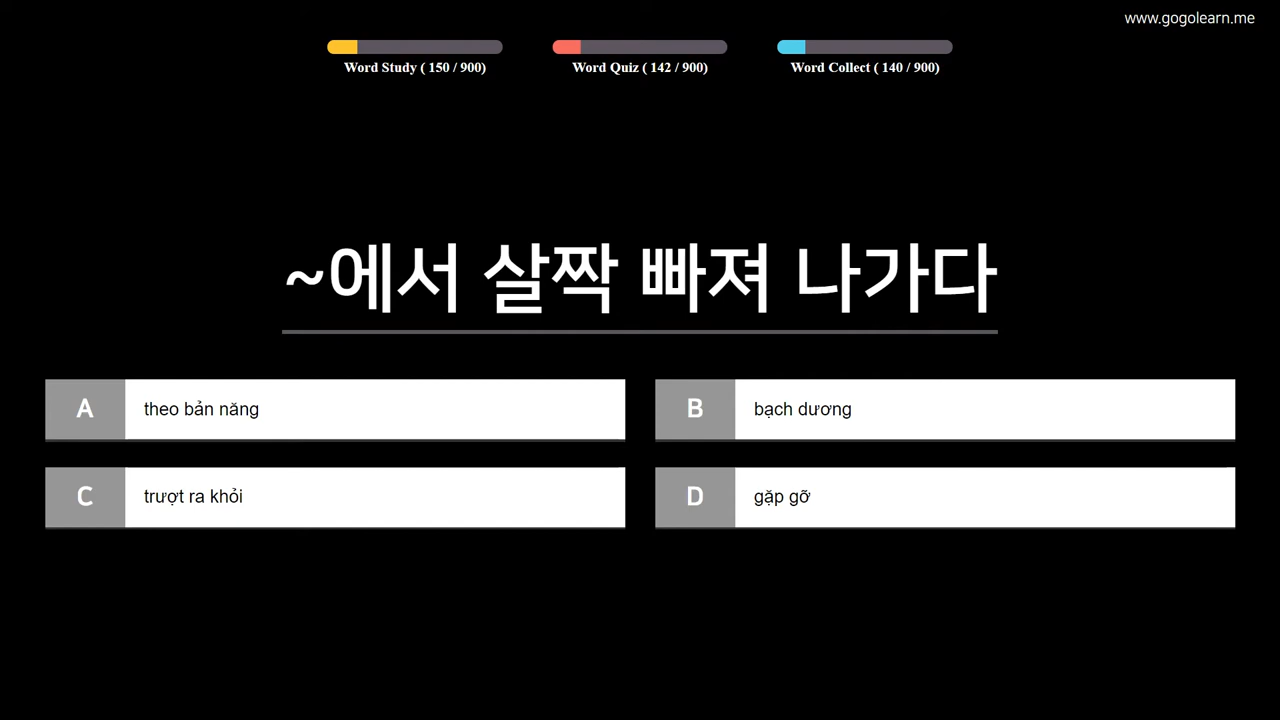 www.gogolearn.me
Word Study ( 150 / 900)
Word Quiz ( 142 / 900)
Word Collect ( 140 / 900)
~에서 살짝 빠져 나가다
A theo bản năng
B bạch dương
C trượt ra khỏi
D gặp gỡ